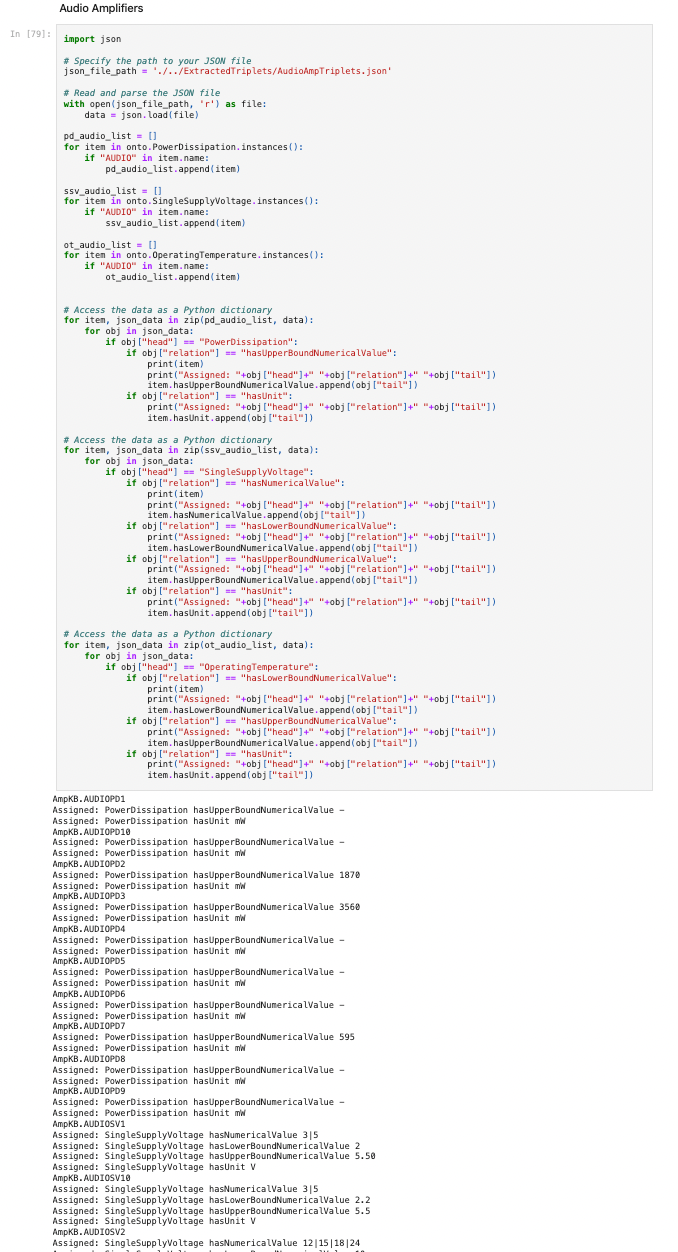 Audio Amplifiers
In [79]:
import json
# Specify the path to your JSON file
json_file_path = './../ExtractedTriplets/AudioAmpTriplets.json'
# Read and parse the JSON file
with open(json_file_path, 'r') as file:
    data = json.load(file)
pd_audio_list = []
for item in onto.PowerDissipation.instances():
    if "AUDIO" in item.name:
        pd_audio_list.append(item)
ssv_audio_list = []
for item in onto.SingleSupplyVoltage.instances():
    if "AUDIO" in item.name:
        ssv_audio_list.append(item)
ot_audio_list = []
for item in onto.OperatingTemperature.instances():
    if "AUDIO" in item.name:
        ot_audio_list.append(item)
# Access the data as a Python dictionary
for item, json_data in zip(pd_audio_list, data):
    for obj in json_data:
        if obj["head"] == "PowerDissipation":
            if obj["relation"] == "hasUpperBoundNumericalValue":
                print(item)
                print("Assigned: "+obj["head"]+" "+obj["relation"]+" "+obj["tail"])
                item.hasUpperBoundNumericalValue.append(obj["tail"])
            if obj["relation"] == "hasUnit":
                print("Assigned: "+obj["head"]+" "+obj["relation"]+" "+obj["tail"])
                item.hasUnit.append(obj["tail"])
# Access the data as a Python dictionary
for item, json_data in zip(ssv_audio_list, data):
    for obj in json_data:
        if obj["head"] == "SingleSupplyVoltage":
            if obj["relation"] == "hasNumericalValue":
                print(item)
                print("Assigned: "+obj["head"]+" "+obj["relation"]+" "+obj["tail"])
                item.hasNumericalValue.append(obj["tail"])
            if obj["relation"] == "hasLowerBoundNumericalValue":
                print("Assigned: "+obj["head"]+" "+obj["relation"]+" "+obj["tail"])
                item.hasLowerBoundNumericalValue.append(obj["tail"])
            if obj["relation"] == "hasUpperBoundNumericalValue":
                print("Assigned: "+obj["head"]+" "+obj["relation"]+" "+obj["tail"])
                item.hasUpperBoundNumericalValue.append(obj["tail"])
            if obj["relation"] == "hasUnit":
                print("Assigned: "+obj["head"]+" "+obj["relation"]+" "+obj["tail"])
                item.hasUnit.append(obj["tail"])
# Access the data as a Python dictionary
for item, json_data in zip(ot_audio_list, data):
    for obj in json_data:
        if obj["head"] == "OperatingTemperature":
            if obj["relation"] == "hasLowerBoundNumericalValue":
                print(item)
                print("Assigned: "+obj["head"]+" "+obj["relation"]+" "+obj["tail"])
                item.hasLowerBoundNumericalValue.append(obj["tail"])
            if obj["relation"] == "hasUpperBoundNumericalValue":
                print("Assigned: "+obj["head"]+" "+obj["relation"]+" "+obj["tail"])
                item.hasUpperBoundNumericalValue.append(obj["tail"])
            if obj["relation"] == "hasUnit":
                print("Assigned: "+obj["head"]+" "+obj["relation"]+" "+obj["tail"])
                item.hasUnit.append(obj["tail"])
AmpKB.AUDIOPD1
Assigned: PowerDissipation hasUpperBoundNumericalValue −
Assigned: PowerDissipation hasUnit mW
AmpKB.AUDIOPD10
Assigned: PowerDissipation hasUpperBoundNumericalValue −
Assigned: PowerDissipation hasUnit mW
AmpKB.AUDIOPD2
Assigned: PowerDissipation hasUpperBoundNumericalValue 1870
Assigned: PowerDissipation hasUnit mW
AmpKB.AUDIOPD3
Assigned: PowerDissipation hasUpperBoundNumericalValue 3560
Assigned: PowerDissipation hasUnit mW
AmpKB.AUDIOPD4
Assigned: PowerDissipation hasUpperBoundNumericalValue −
Assigned: PowerDissipation hasUnit mW
AmpKB.AUDIOPD5
Assigned: PowerDissipation hasUpperBoundNumericalValue −
Assigned: PowerDissipation hasUnit mW
AmpKB.AUDIOPD6
Assigned: PowerDissipation hasUpperBoundNumericalValue −
Assigned: PowerDissipation hasUnit mW
AmpKB.AUDIOPD7
Assigned: PowerDissipation hasUpperBoundNumericalValue 595
Assigned: PowerDissipation hasUnit mW
AmpKB.AUDIOPD8
Assigned: PowerDissipation hasUpperBoundNumericalValue −
Assigned: PowerDissipation hasUnit mW
AmpKB.AUDIOPD9
Assigned: PowerDissipation hasUpperBoundNumericalValue −
Assigned: PowerDissipation hasUnit mW
AmpKB.AUDIOSV1
Assigned: SingleSupplyVoltage hasNumericalValue 3|5
Assigned: SingleSupplyVoltage hasLowerBoundNumericalValue 2
Assigned: SingleSupplyVoltage hasUpperBoundNumericalValue 5.50
Assigned: SingleSupplyVoltage hasUnit V
AmpKB.AUDIOSV10
Assigned: SingleSupplyVoltage hasNumericalValue 3|5
Assigned: SingleSupplyVoltage hasLowerBoundNumericalValue 2.2
Assigned: SingleSupplyVoltage hasUpperBoundNumericalValue 5.5
Assigned: SingleSupplyVoltage hasUnit V
AmpKB.AUDIOSV2
Assigned: SingleSupplyVoltage hasNumericalValue 12|15|18|24